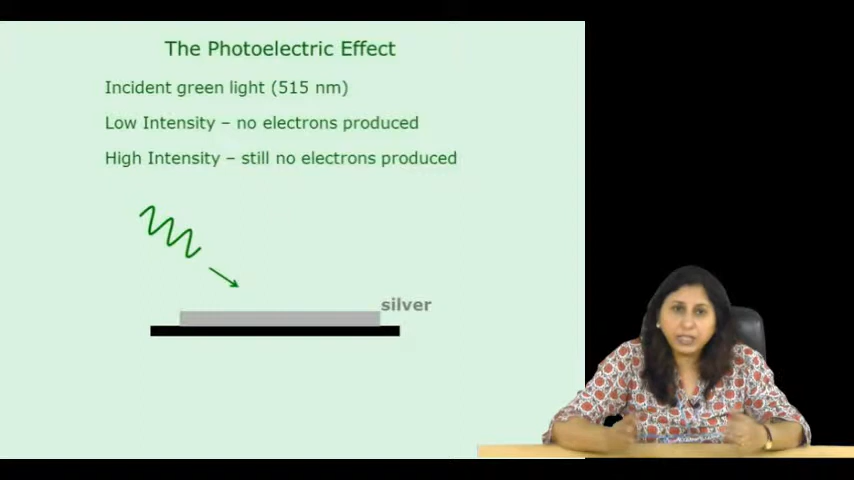 The Photoelectric Effect
Incident green light (515 nm)
Low Intensity – no electrons produced
High Intensity – still no electrons produced
silver